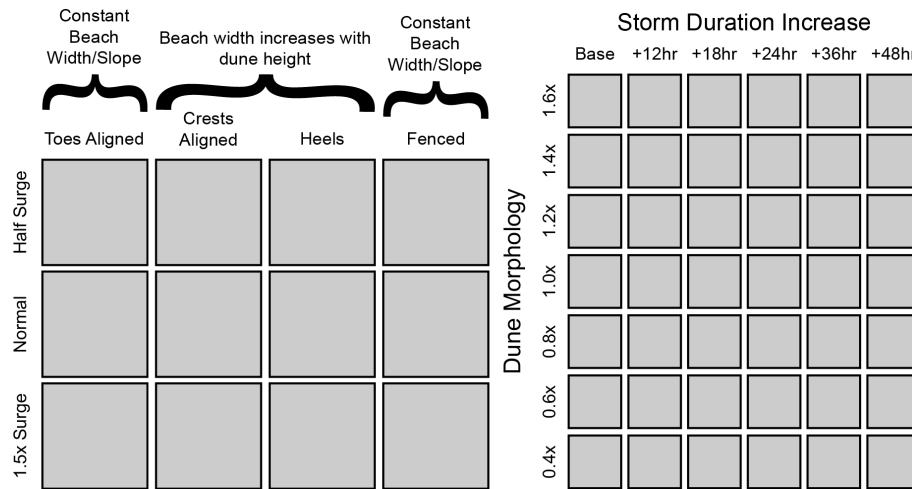 Constant
Beach
Width/Slope
Beach width increases with
dune height
Constant
Beach
Width/Slope
Toes Aligned
Crests
Aligned
Heels
Fenced
Half Surge
Normal
1.5x Surge
Storm Duration Increase
Base +12hr +18hr +24hr +36hr +48hr
Dune Morphology
1.6x
1.4x
1.2x
1.0x
0.8x
0.6x
0.4x